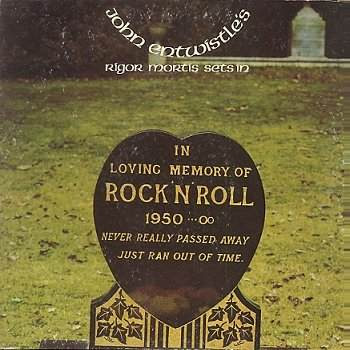 John Entwistle's
Rigor Mortis Sets In
IN
LOVING MEMORY OF
ROCK'N'ROLL
1950 ··· ∞
NEVER REALLY PASSED AWAY
JUST RAN OUT OF TIME.